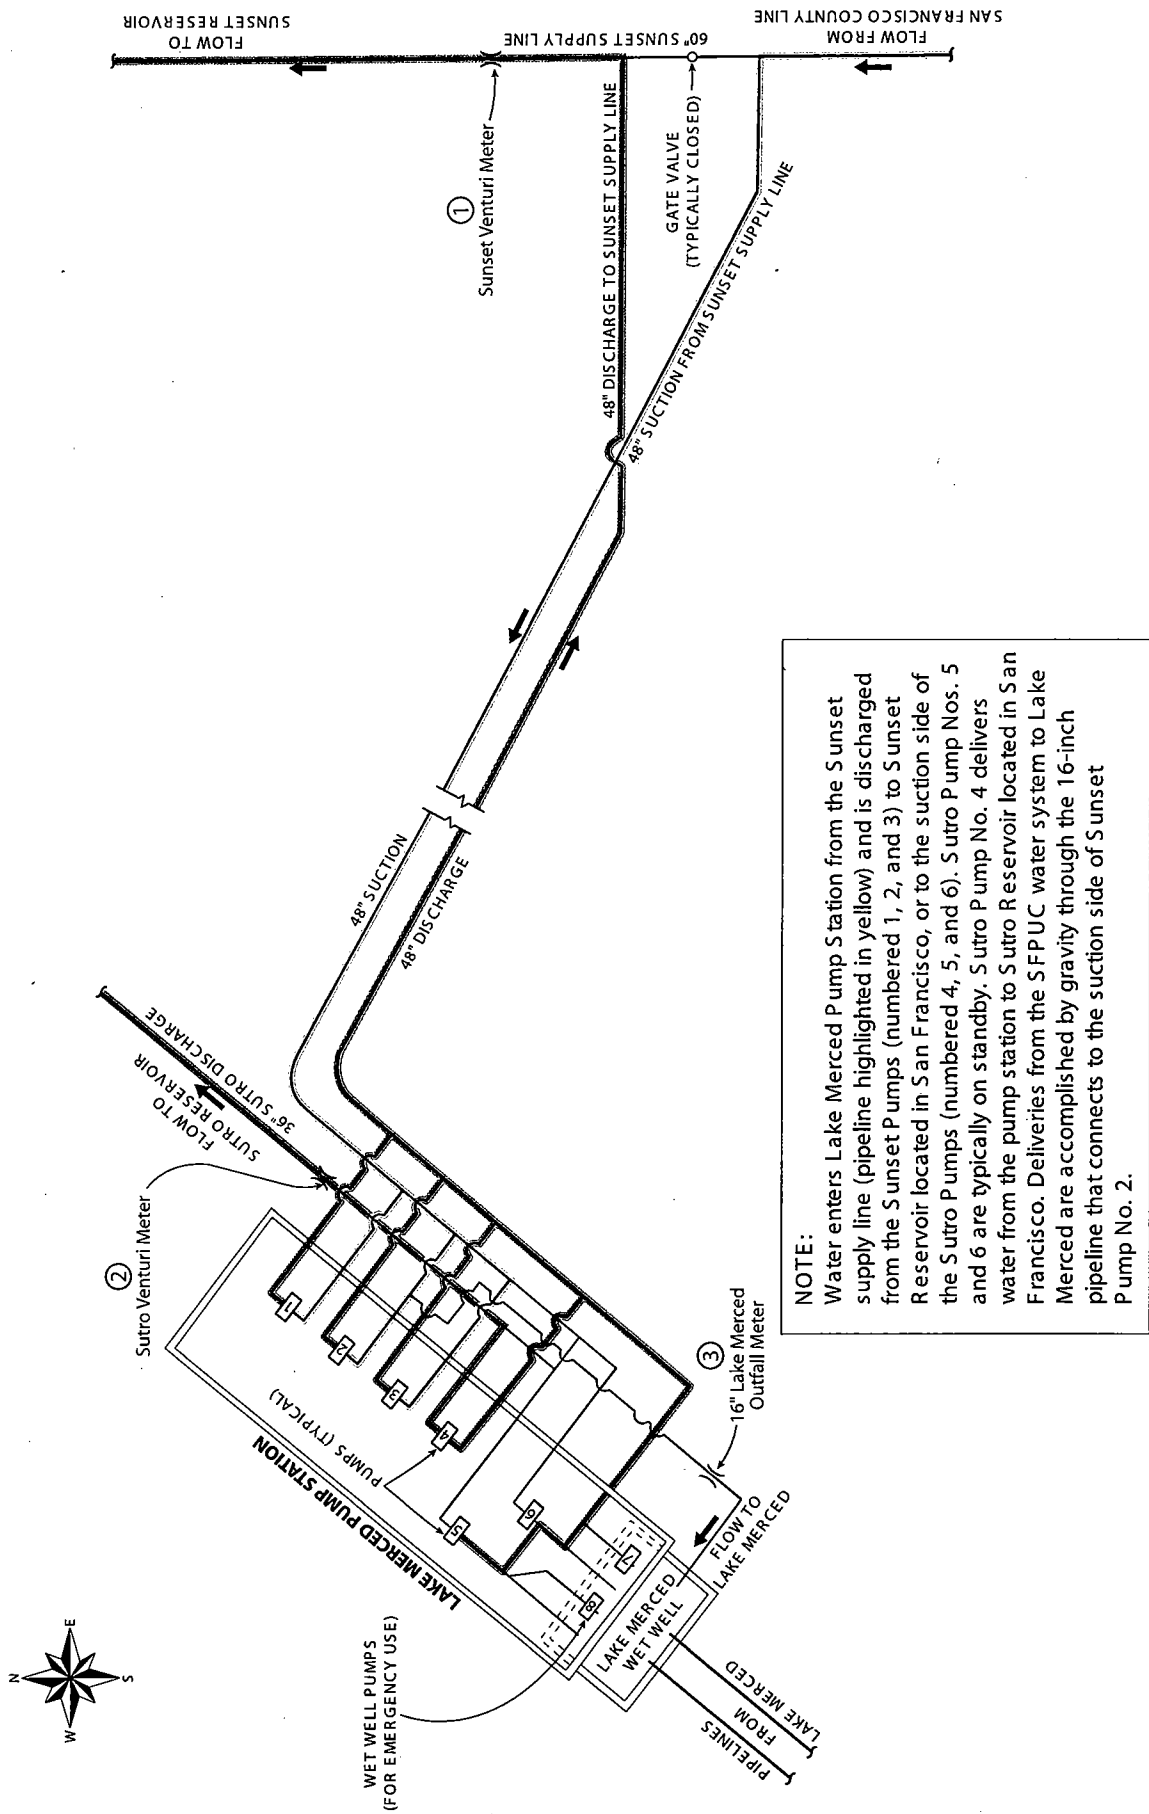 FLOW TO
SUNSET RESERVOIR
60" SUNSET SUPPLY LINE
FLOW FROM
SAN FRANCISCO COUNTY LINE
1
Sunset Venturi Meter
48" DISCHARGE TO SUNSET SUPPLY LINE
GATE VALVE
(TYPICALLY CLOSED)
48" SUCTION FROM SUNSET SUPPLY LINE
48" SUCTION
48" DISCHARGE
36" SUTRO DISCHARGE
FLOW TO
SUTRO RESERVOIR
2
Sutro Venturi Meter
LAKE MERCED PUMP STATION
PUMPS (TYPICAL)
1
2
3
4
5
6
7
8
3
16" Lake Merced
Outfall Meter
FLOW TO
LAKE MERCED
LAKE MERCED
WET WELL
WET WELL PUMPS
(FOR EMERGENCY USE)
PIPELINES
FROM
LAKE MERCED
N
E
S
W
NOTE:
Water enters Lake Merced Pump Station from the Sunset
supply line (pipeline highlighted in yellow) and is discharged
from the Sunset Pumps (numbered 1, 2, and 3) to Sunset
Reservoir located in San Francisco, or to the suction side of
the Sutro Pumps (numbered 4, 5, and 6). Sutro Pump Nos. 5
and 6 are typically on standby. Sutro Pump No. 4 delivers
water from the pump station to Sutro Reservoir located in San
Francisco. Deliveries from the SFPUC water system to Lake
Merced are accomplished by gravity through the 16-inch
pipeline that connects to the suction side of Sunset
Pump No. 2.